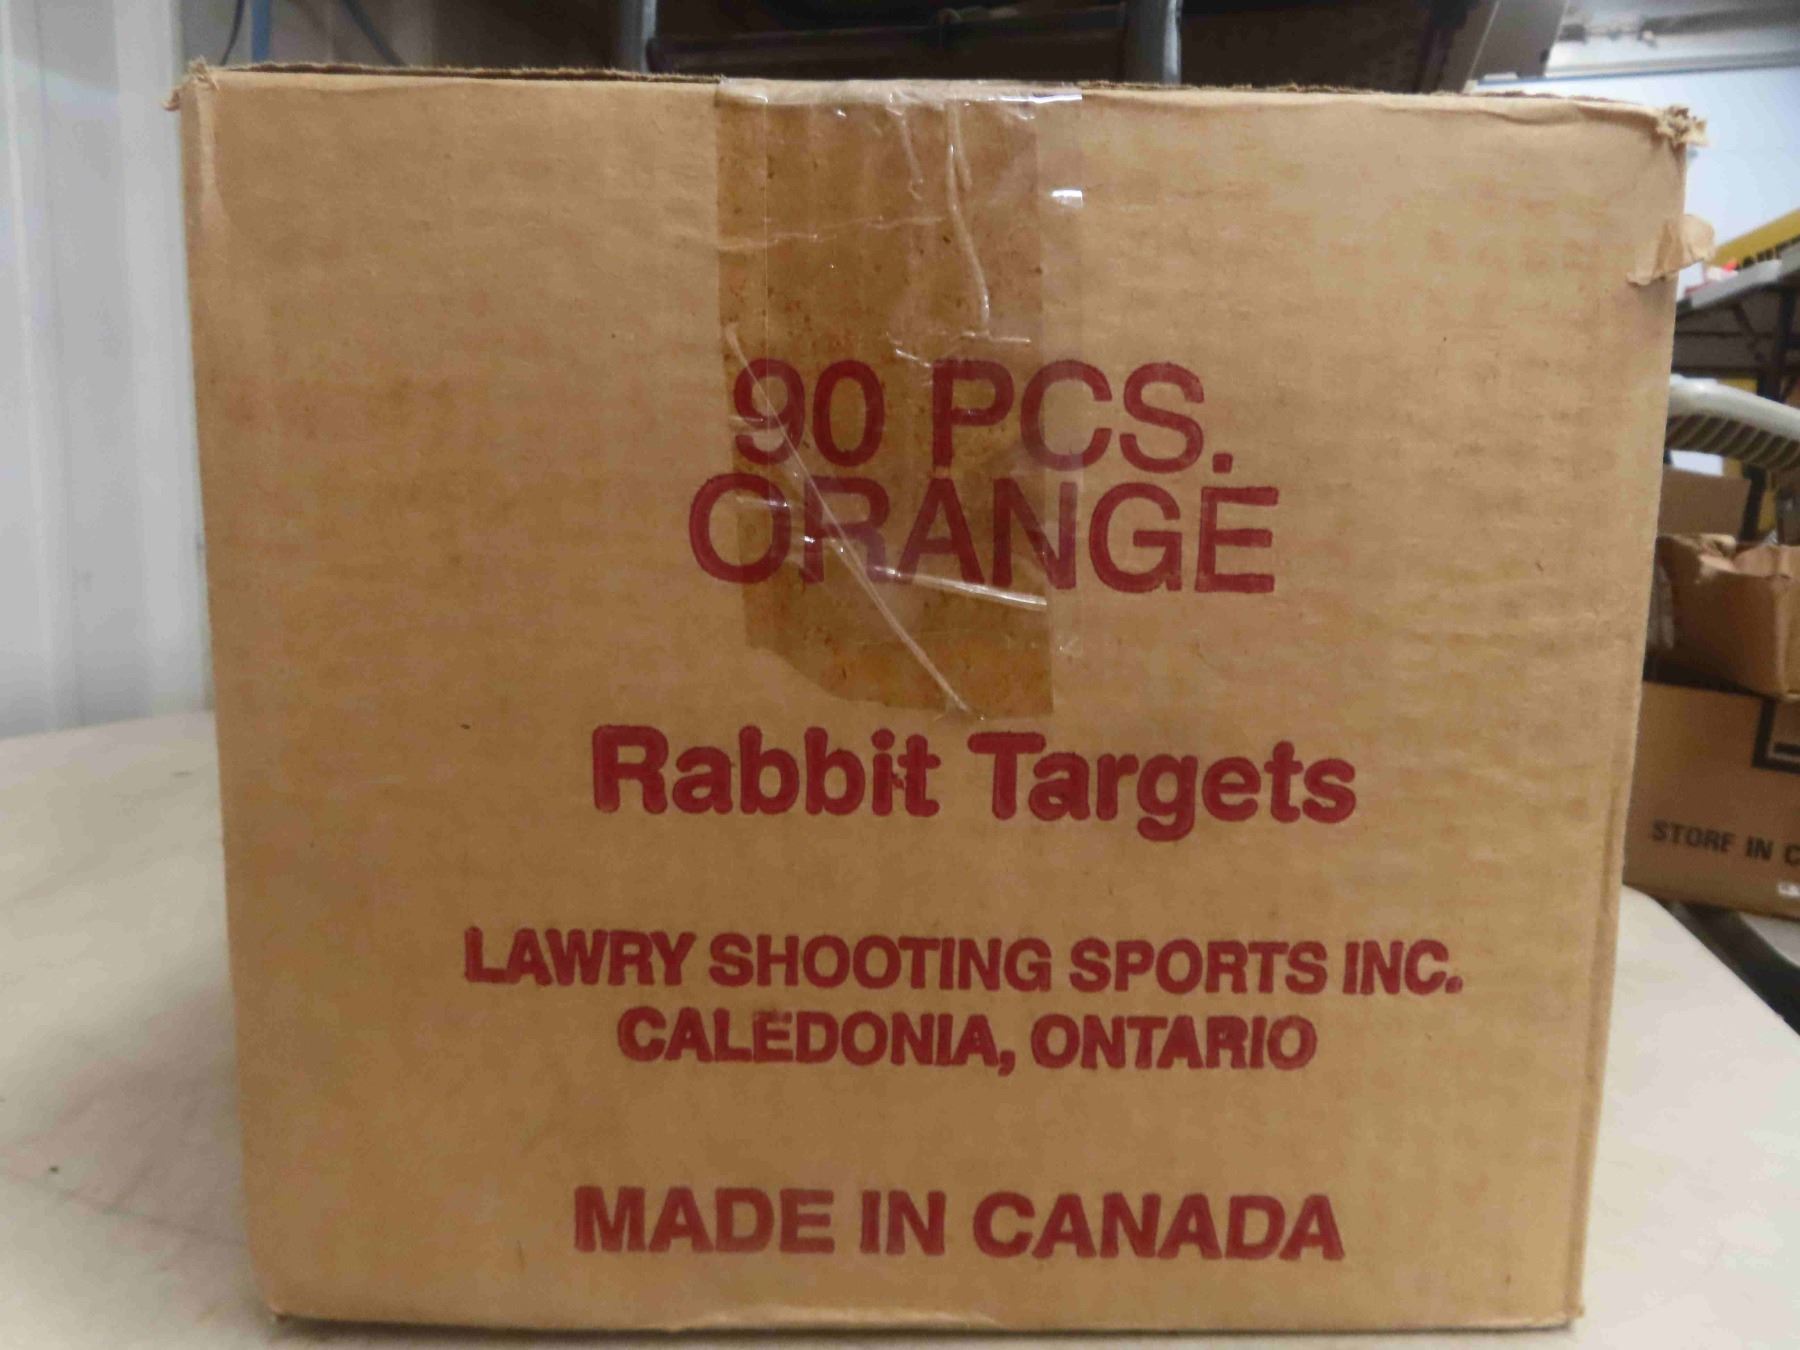 90 PCS.
ORANGE
Rabbit Targets
LAWRY SHOOTING SPORTS INC.
CALEDONIA, ONTARIO
MADE IN CANADA
STORE IN C